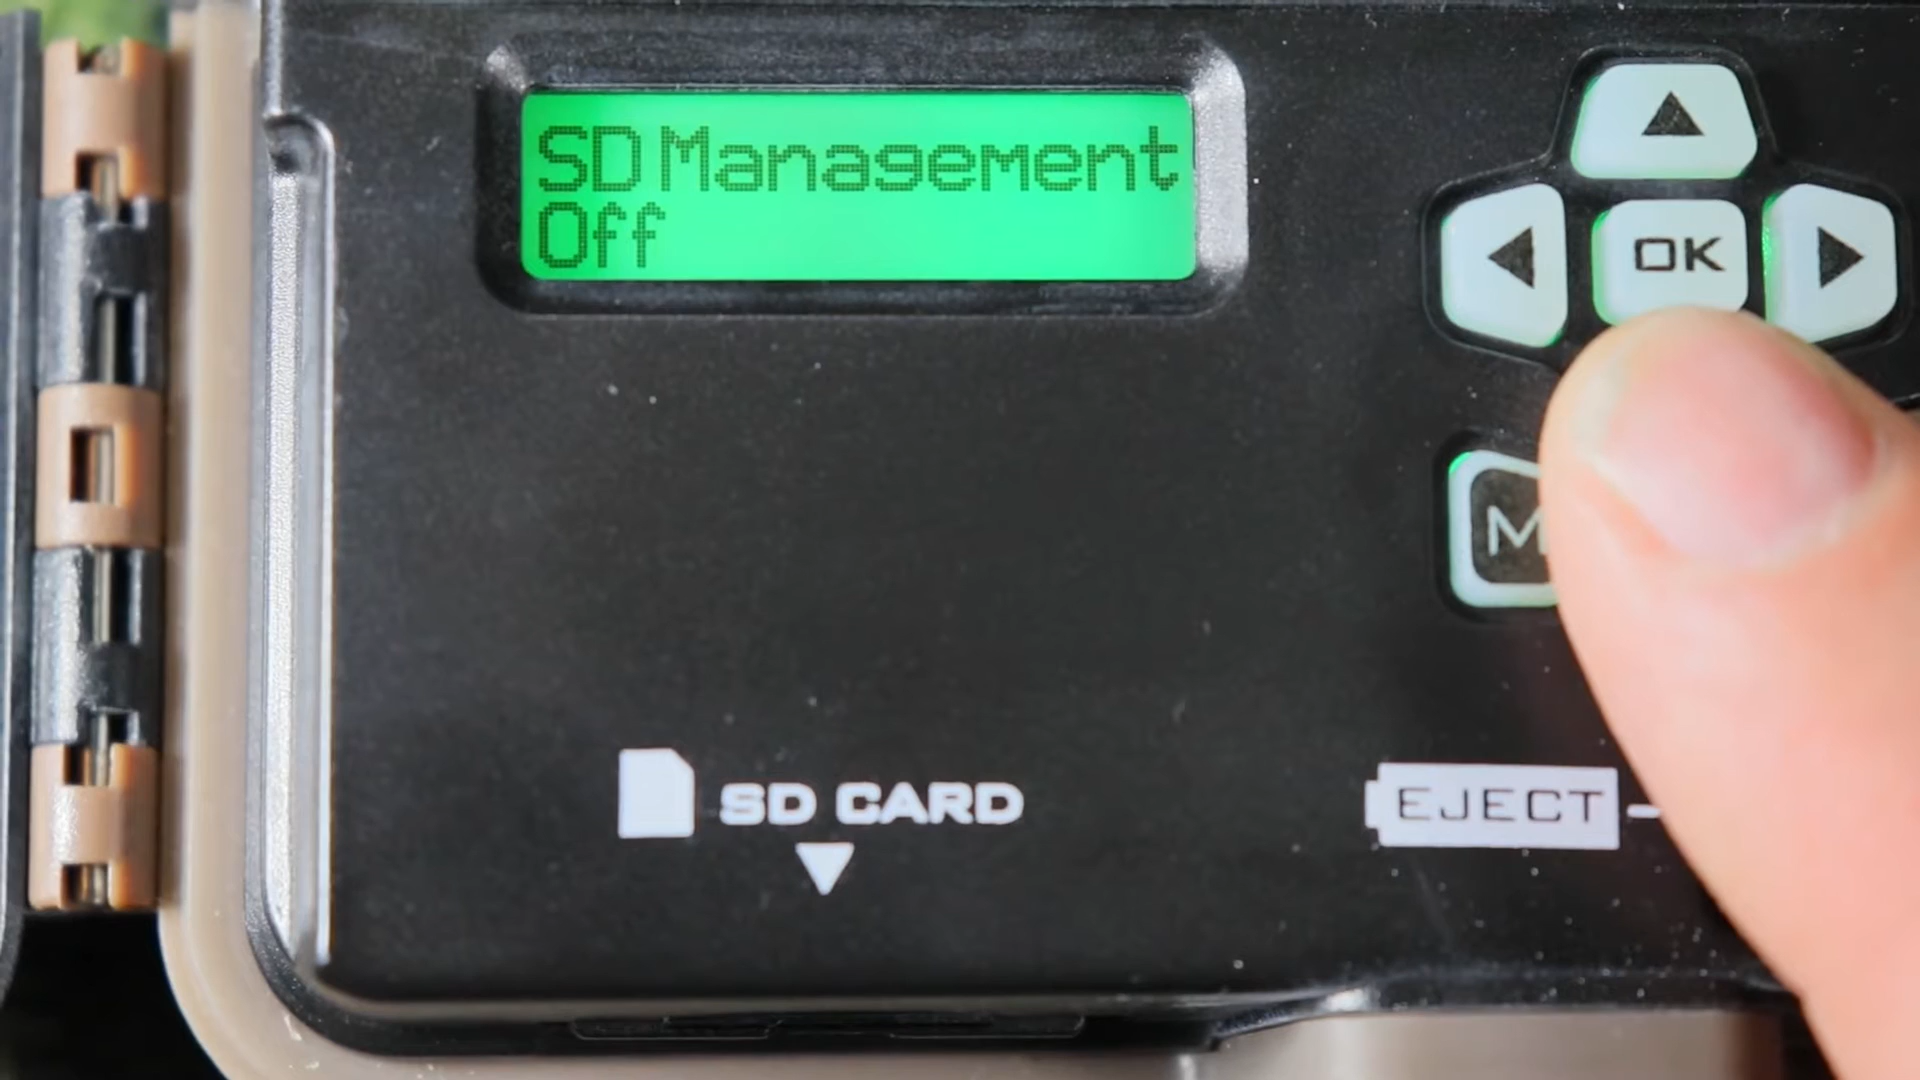 SD Management
Off
OK
M
SD CARD
EJECT